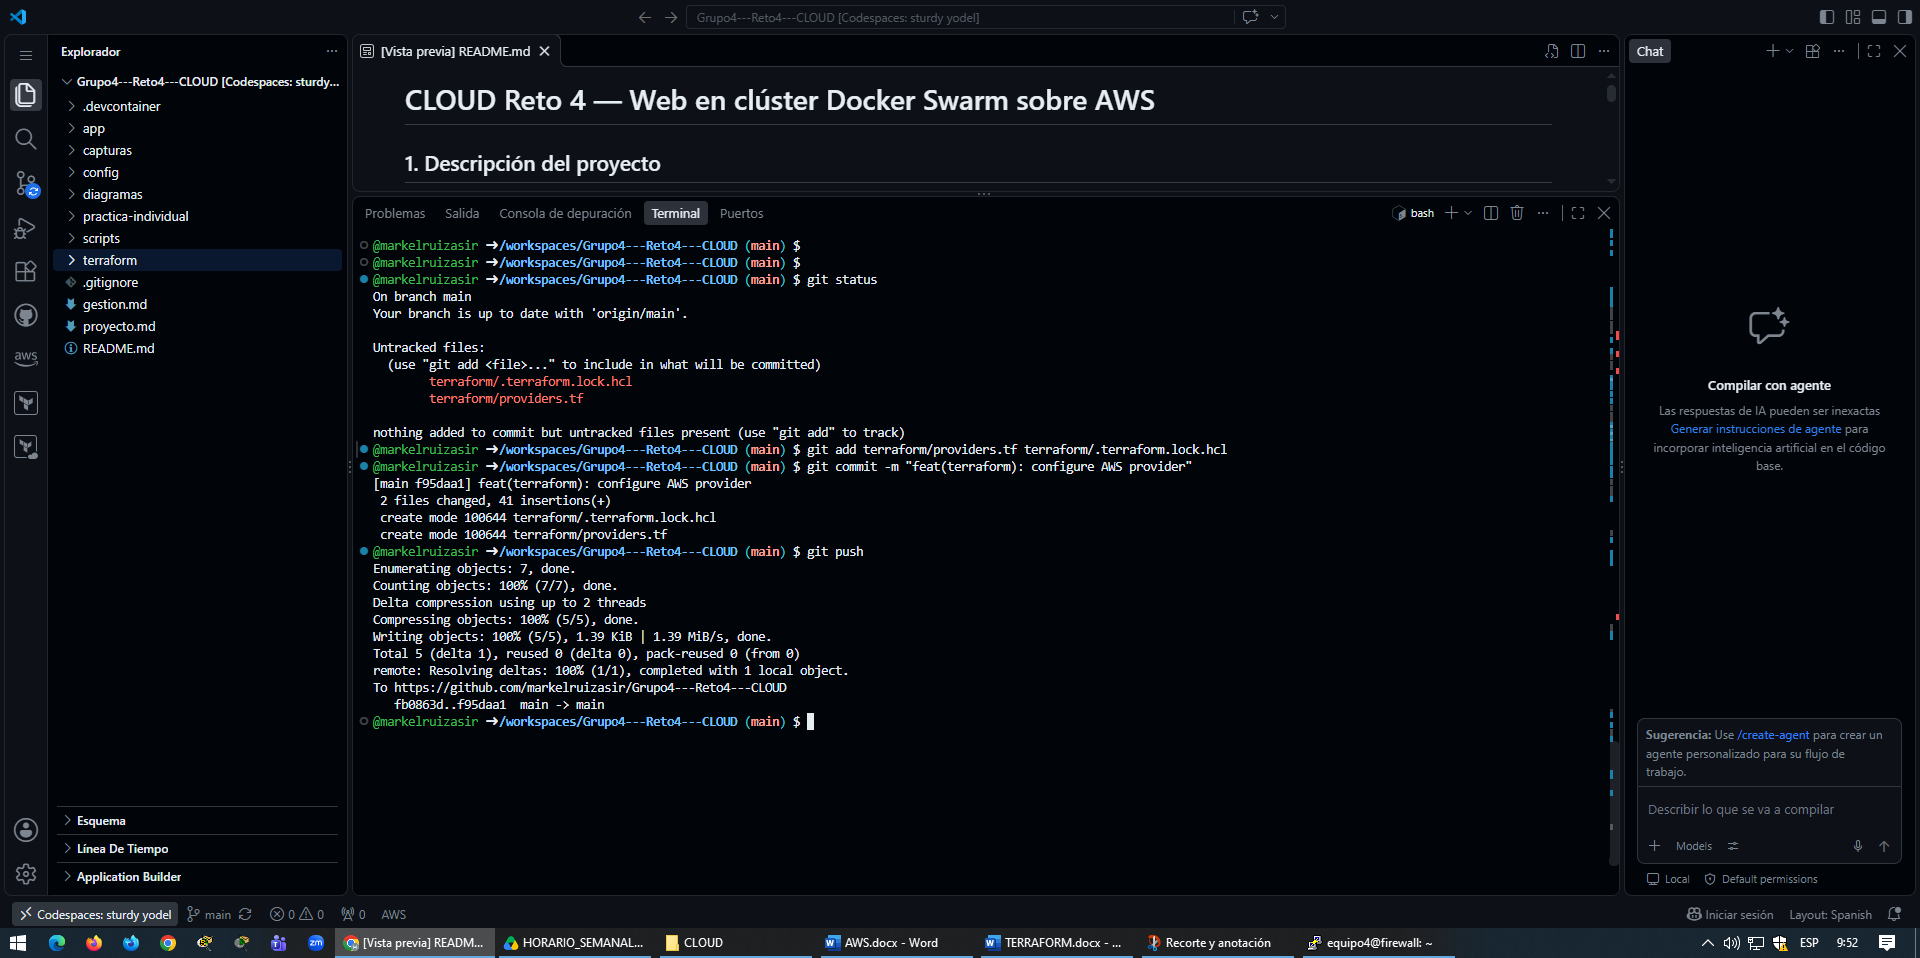 Grupo4---Reto4---CLOUD [Codespaces: sturdy yodel]
Explorador
Grupo4---Reto4---CLOUD [Codespaces: sturdy...
.devcontainer
app
capturas
config
diagramas
practica-individual
scripts
terraform
.gitignore
gestion.md
proyecto.md
README.md
aws
Esquema
Línea De Tiempo
Application Builder
[Vista previa] README.md
CLOUD Reto 4 — Web en clúster Docker Swarm sobre AWS
1. Descripción del proyecto
Problemas Salida Consola de depuración Terminal Puertos
bash
@markelruizasir ➜/workspaces/Grupo4---Reto4---CLOUD (main) $
@markelruizasir ➜/workspaces/Grupo4---Reto4---CLOUD (main) $
@markelruizasir ➜/workspaces/Grupo4---Reto4---CLOUD (main) $ git status
On branch main
Your branch is up to date with 'origin/main'.
Untracked files:
(use "git add <file>..." to include in what will be committed)
terraform/.terraform.lock.hcl
terraform/providers.tf
nothing added to commit but untracked files present (use "git add" to track)
@markelruizasir ➜/workspaces/Grupo4---Reto4---CLOUD (main) $ git add terraform/providers.tf terraform/.terraform.lock.hcl
@markelruizasir ➜/workspaces/Grupo4---Reto4---CLOUD (main) $ git commit -m "feat(terraform): configure AWS provider"
[main f95daa1] feat(terraform): configure AWS provider
2 files changed, 41 insertions(+)
create mode 100644 terraform/.terraform.lock.hcl
create mode 100644 terraform/providers.tf
@markelruizasir ➜/workspaces/Grupo4---Reto4---CLOUD (main) $ git push
Enumerating objects: 7, done.
Counting objects: 100% (7/7), done.
Delta compression using up to 2 threads
Compressing objects: 100% (5/5), done.
Writing objects: 100% (5/5), 1.39 KiB | 1.39 MiB/s, done.
Total 5 (delta 1), reused 0 (delta 0), pack-reused 0 (from 0)
remote: Resolving deltas: 100% (1/1), completed with 1 local object.
To https://github.com/markelruizasir/Grupo4---Reto4---CLOUD
fb0863d..f95daa1 main -> main
@markelruizasir ➜/workspaces/Grupo4---Reto4---CLOUD (main) $
Chat
Compilar con agente
Las respuestas de IA pueden ser inexactas
Generar instrucciones de agente para
incorporar inteligencia artificial en el código
base.
Sugerencia: Use /create-agent para crear un
agente personalizado para su flujo de
trabajo.
Describir lo que se va a compilar
Models
Local Default permissions
Codespaces: sturdy yodel main 0 0 0 AWS
Iniciar sesión Layout: Spanish
zm
[Vista previa] READM... HORARIO_SEMANAL... CLOUD AWS.docx - Word TERRAFORM.docx - ... Recorte y anotación equipo4@firewall: ~
ESP 9:52